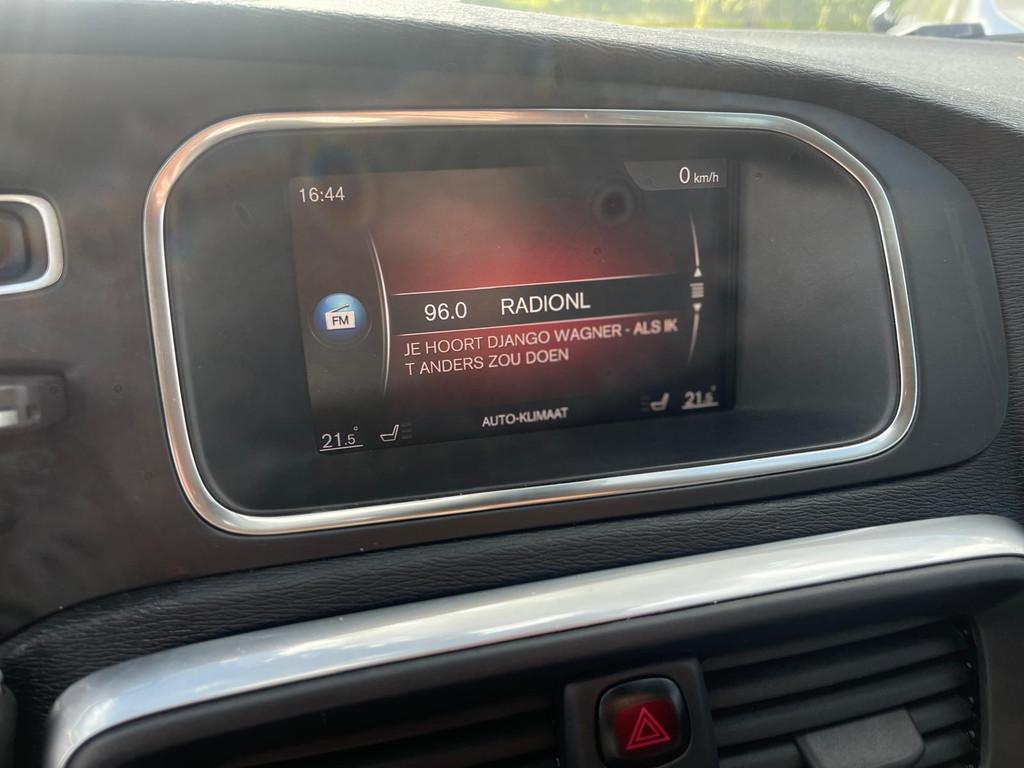 16:44
0 km/h
FM
96.0 RADIONL
JE HOORT DJANGO WAGNER - ALS IK
T ANDERS ZOU DOEN
AUTO-KLIMAAT
21.5°
21.5°